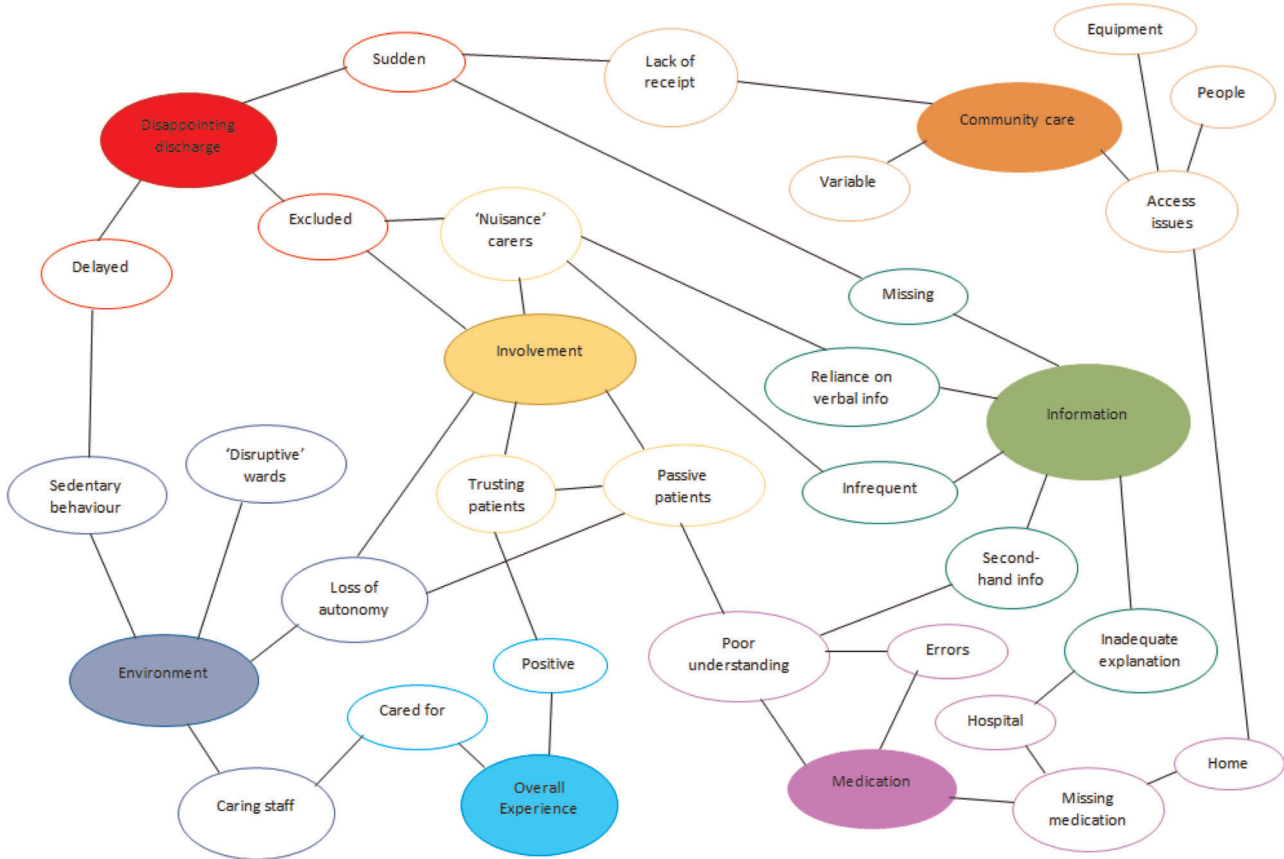 Equipment
Sudden
Lack of
receipt
People
Disappointing
discharge
Community care
Variable
Access
issues
Excluded
‘Nuisance’
carers
Delayed
Missing
Involvement
Reliance on
verbal info
Information
‘Disruptive’
wards
Sedentary
behaviour
Trusting
patients
Passive
patients
Infrequent
Second-
hand info
Loss of
autonomy
Poor
understanding
Errors
Inadequate
explanation
Environment
Positive
Cared for
Hospital
Home
Caring staff
Overall
Experience
Medication
Missing
medication